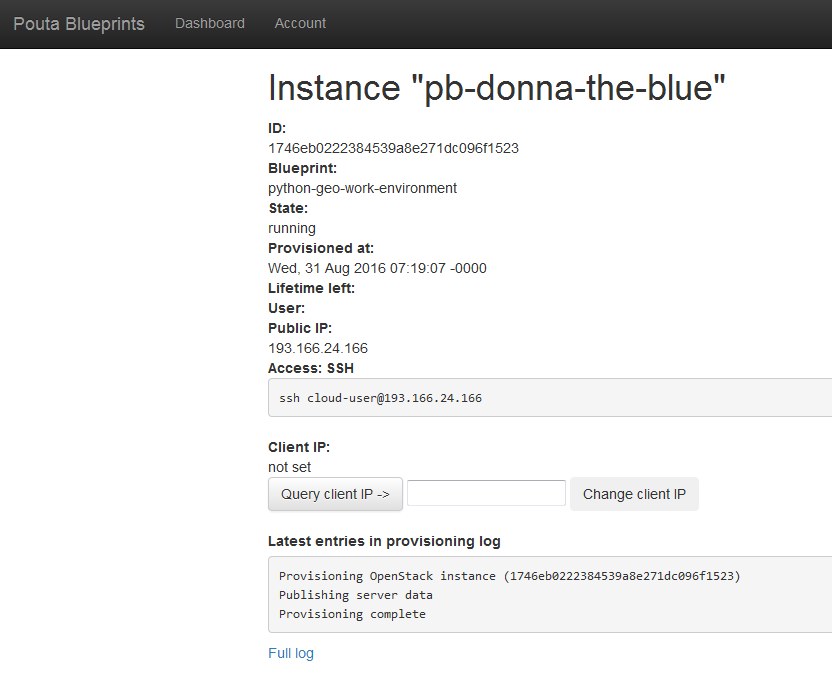 Pouta Blueprints Dashboard Account
Instance "pb-donna-the-blue"
ID:
1746eb0222384539a8e271dc096f1523
Blueprint:
python-geo-work-environment
State:
running
Provisioned at:
Wed, 31 Aug 2016 07:19:07 -0000
Lifetime left:
User:
Public IP:
193.166.24.166
Access: SSH
ssh cloud-user@193.166.24.166
Client IP:
not set
Query client IP -> Change client IP
Latest entries in provisioning log
Provisioning OpenStack instance (1746eb0222384539a8e271dc096f1523)
Publishing server data
Provisioning complete
Full log